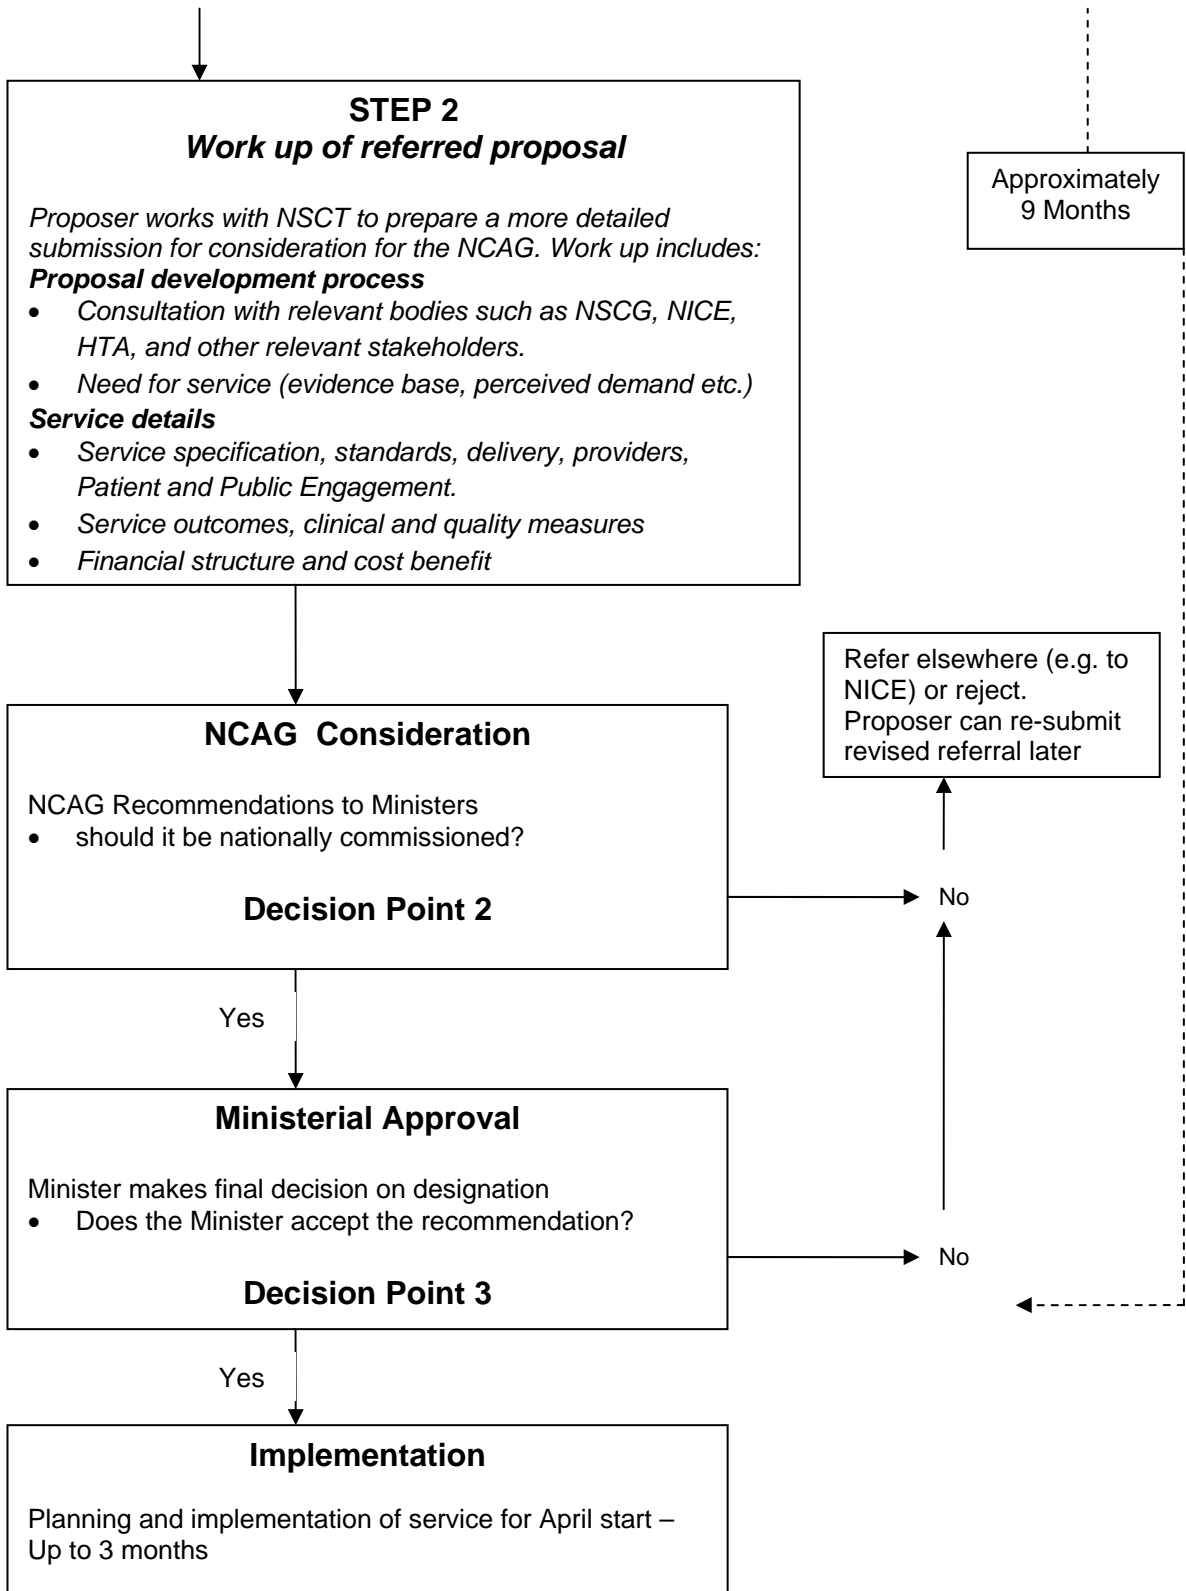 STEP 2
Work up of referred proposal
Proposer works with NSCT to prepare a more detailed
submission for consideration for the NCAG. Work up includes:
Proposal development process
• Consultation with relevant bodies such as NSCG, NICE,
HTA, and other relevant stakeholders.
• Need for service (evidence base, perceived demand etc.)
Service details
• Service specification, standards, delivery, providers,
Patient and Public Engagement.
• Service outcomes, clinical and quality measures
• Financial structure and cost benefit
Approximately
9 Months
Refer elsewhere (e.g. to
NICE) or reject.
Proposer can re-submit
revised referral later
NCAG Consideration
NCAG Recommendations to Ministers
• should it be nationally commissioned?
Decision Point 2
No
Yes
Ministerial Approval
Minister makes final decision on designation
• Does the Minister accept the recommendation?
Decision Point 3
No
Yes
Implementation
Planning and implementation of service for April start –
Up to 3 months